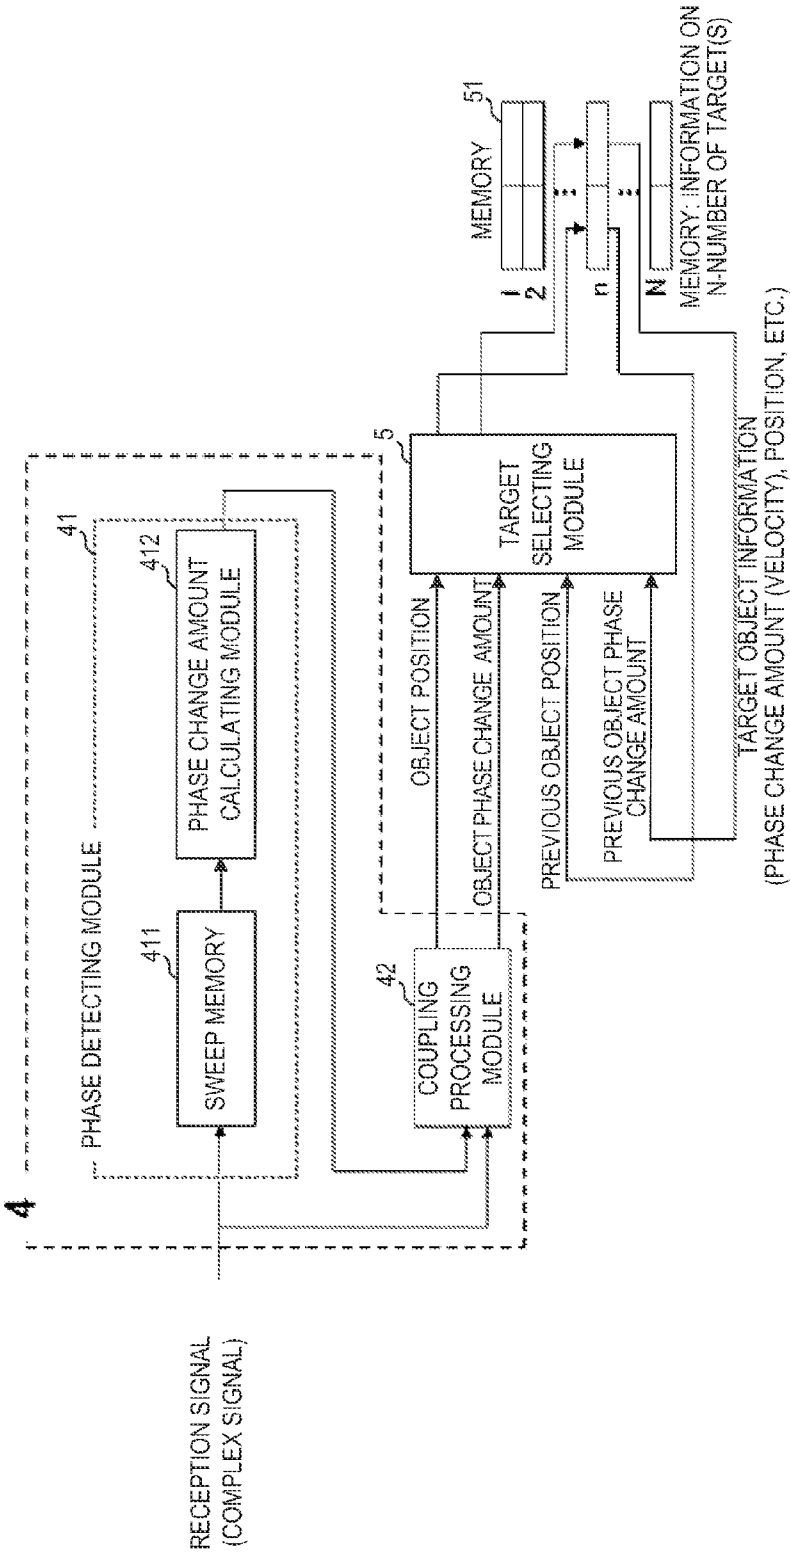 4
RECEPTION SIGNAL
(COMPLEX SIGNAL)
PHASE DETECTING MODULE
41
411
SWEEP MEMORY
412
PHASE CHANGE AMOUNT
CALCULATING MODULE
42
COUPLING
PROCESSING
MODULE
OBJECT POSITION
OBJECT PHASE CHANGE AMOUNT
PREVIOUS OBJECT POSITION
PREVIOUS OBJECT PHASE
CHANGE AMOUNT
5
TARGET
SELECTING
MODULE
MEMORY
51
1
2
n
N
MEMORY: INFORMATION ON
N-NUMBER OF TARGET(S)
TARGET OBJECT INFORMATION
(PHASE CHANGE AMOUNT (VELOCITY), POSITION, ETC.)